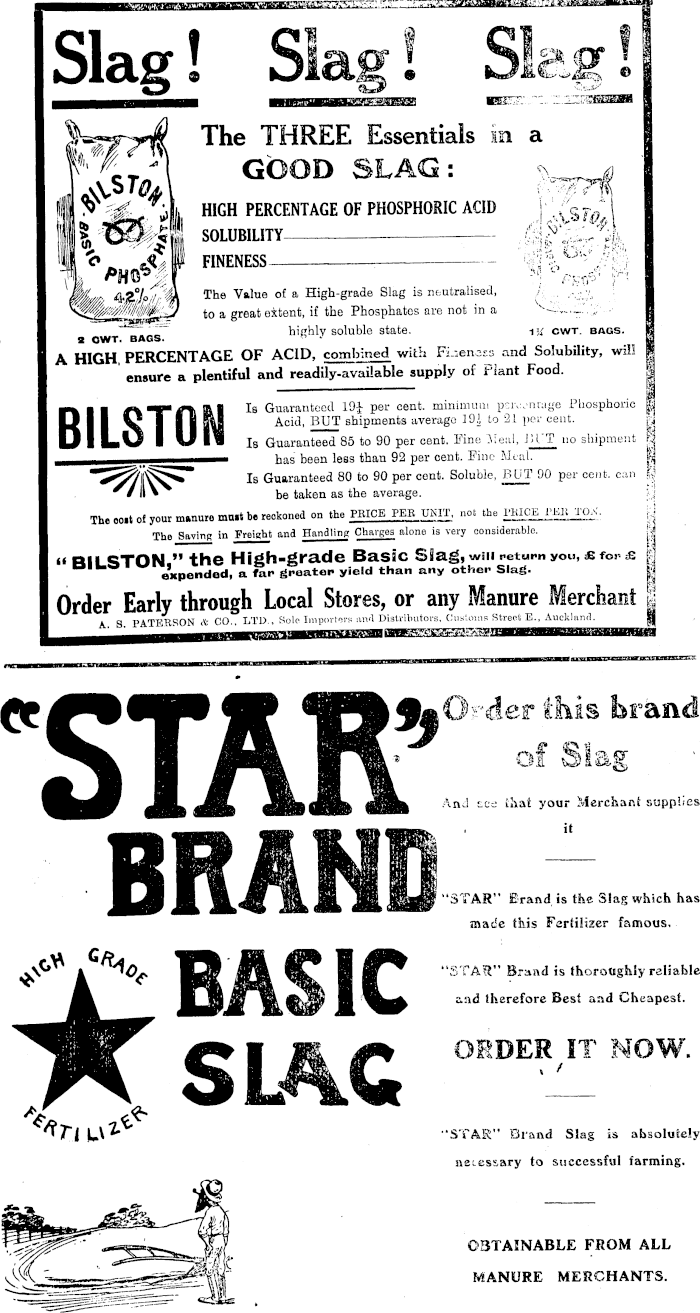 Slag! Slag! Slag!
The THREE Essentials in a
GOOD SLAG:
HIGH PERCENTAGE OF PHOSPHORIC ACID
SOLUBILITY
FINENESS
The Value of a High-grade Slag is neutralised,
to a great extent, if the Phosphates are not in a
highly soluble state.
BILSTON
BASIC PHOSPHATE
42%
2 CWT. BAGS.
BILSTON
BASIC PHOSPHATE
1¼ CWT. BAGS.
A HIGH PERCENTAGE OF ACID, combined with Fineness and Solubility, will
ensure a plentiful and readily-available supply of Plant Food.
BILSTON
Is Guaranteed 19¼ per cent. minimum percentage Phosphoric
Acid, BUT shipments average 19½ to 21 per cent.
Is Guaranteed 85 to 90 per cent. Fine Meal, BUT no shipment
has been less than 92 per cent. Fine Meal.
Is Guaranteed 80 to 90 per cent. Soluble, BUT 90 per cent. can
be taken as the average.
The cost of your manure must be reckoned on the PRICE PER UNIT, not the PRICE PER TON.
The Saving in Freight and Handling Charges alone is very considerable.
"BILSTON," the High-grade Basic Slag, will return you, £ for £
expended, a far greater yield than any other Slag.
Order Early through Local Stores, or any Manure Merchant
A. S. PATERSON & CO., LTD., Sole Importers and Distributors, Customs Street E., Auckland.
"STAR"
BRAND
BASIC
SLAG
HIGH GRADE
FERTILIZER
Order this brand
of Slag
And see that your Merchant supplies
it
"STAR" Brand is the Slag which has
made this Fertilizer famous.
"STAR" Brand is thoroughly reliable
and therefore Best and Cheapest.
ORDER IT NOW.
"STAR" Brand Slag is absolutely
necessary to successful farming.
OBTAINABLE FROM ALL
MANURE MERCHANTS.